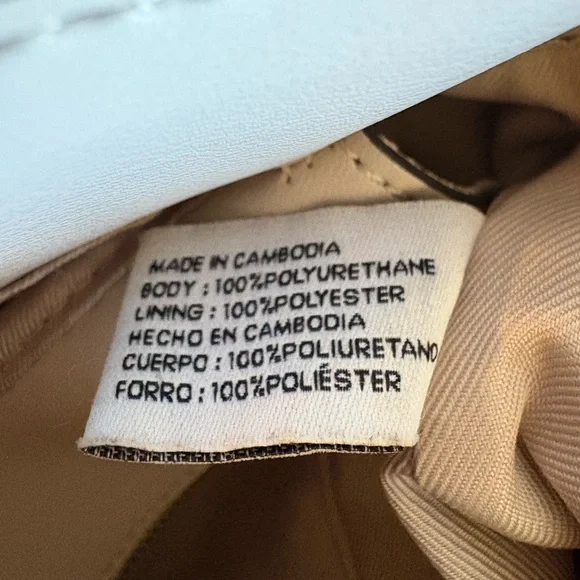 MADE IN CAMBODIA
BODY : 100%POLYURETHANE
LINING : 100%POLYESTER
HECHO EN CAMBODIA
CUERPO : 100%POLIURETANO
FORRO : 100%POLIÉSTER